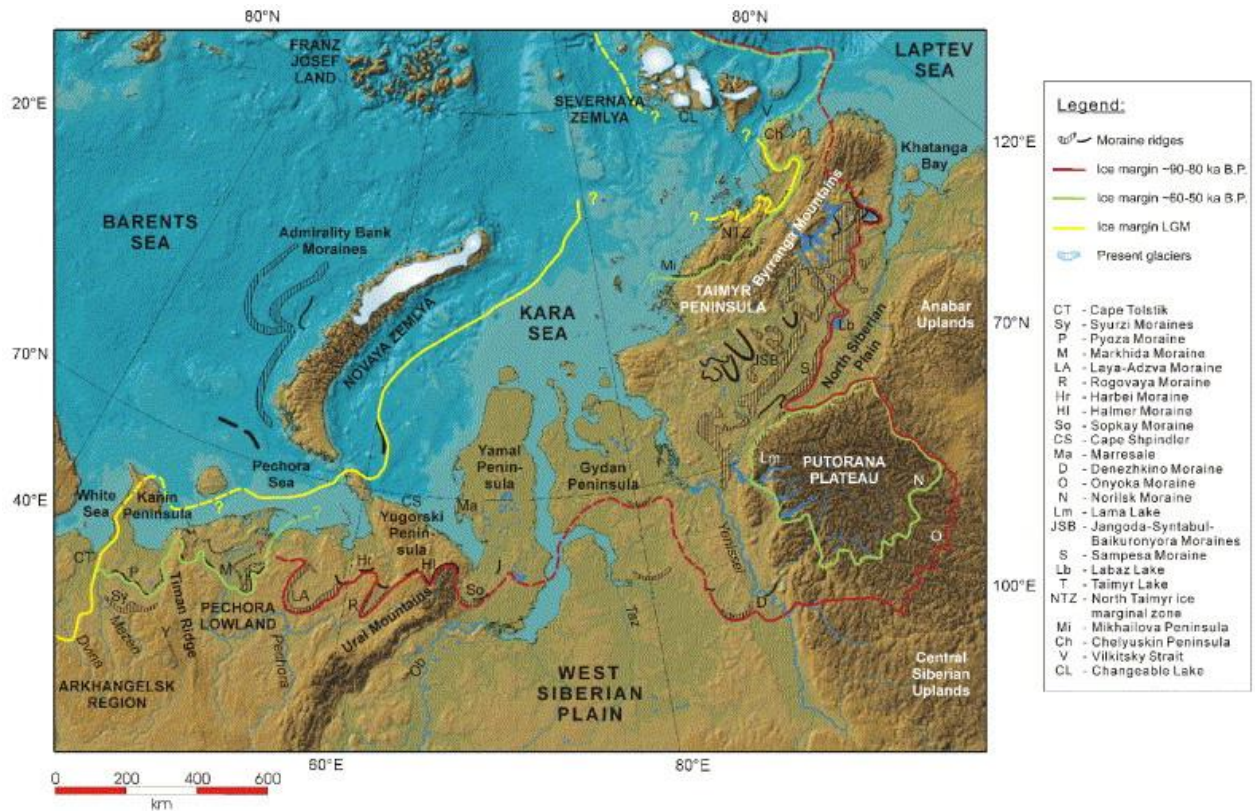 80°N
80°N
FRANZ
JOSEF
LAND
LAPTEV
SEA
20°E
SEVERNAYA
ZEMLYA
?
CL
V
Ch
?
120°E
Khatanga
Bay
BARENTS
SEA
Admirality Bank
Moraines
?
?
NTZ
Mi
Byrranga Mountains
TAIMYR
PENINSULA
KARA
SEA
NOVAYA ZEMLYA
Anabar
Uplands
70°N
Lb
North Siberian
Plain
JSB
S
70°N
Pechora
Sea
Yamal
Penin-
sula
Gydan
Peninsula
Lm
PUTORANA
PLATEAU
N
40°E
White
Sea
Kanin
Peninsula
?
CS
Yugorski
Penin-
sula
Ma
Yenissei
O
CT
P
M
Hr
Hl
Sy
Timan Ridge
LA
R
So
D
100°E
PECHORA
LOWLAND
Ural Mountains
Taz
Dvina
Mezen
Y
Pechora
Ob
ARKHANGELSK
REGION
WEST
SIBERIAN
PLAIN
Central
Siberian
Uplands
60°E
80°E
0 200 400 600
km
Legend:
Moraine ridges
Ice margin ~90-80 ka B.P.
Ice margin ~60-50 ka B.P.
Ice margin LGM
Present glaciers
CT - Cape Tolstik
Sy - Syurzi Moraines
P - Pyoza Moraine
M - Markhida Moraine
LA - Laya-Adzva Moraine
R - Rogovaya Moraine
Hr - Harbei Moraine
Hl - Halmer Moraine
So - Sopkay Moraine
CS - Cape Shpindler
Ma - Marresale
D - Denezhkino Moraine
O - Onyoka Moraine
N - Norilsk Moraine
Lm - Lama Lake
JSB - Jangoda-Syntabul-
Baikuronyora Moraines
S - Sampesa Moraine
Lb - Labaz Lake
T - Taimyr Lake
NTZ - North Taimyr ice
marginal zone
Mi - Mikhailova Peninsula
Ch - Chelyuskin Peninsula
V - Vilkitsky Strait
CL - Changeable Lake